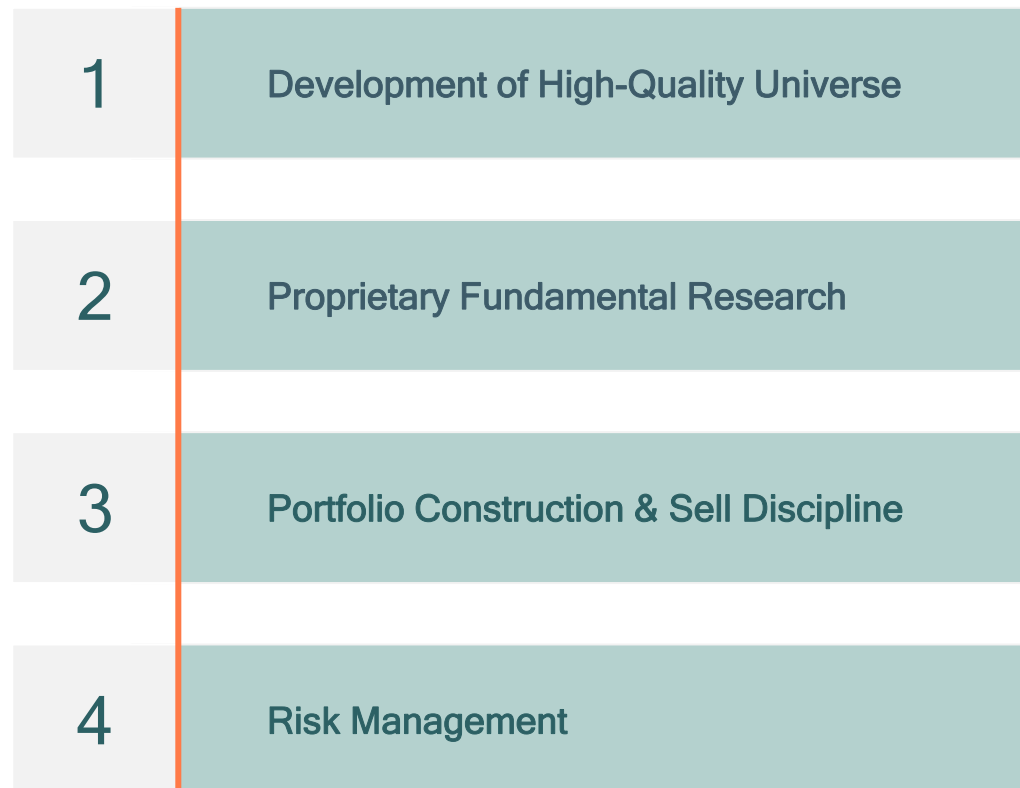 1
Development of High-Quality Universe
2
Proprietary Fundamental Research
3
Portfolio Construction & Sell Discipline
4
Risk Management